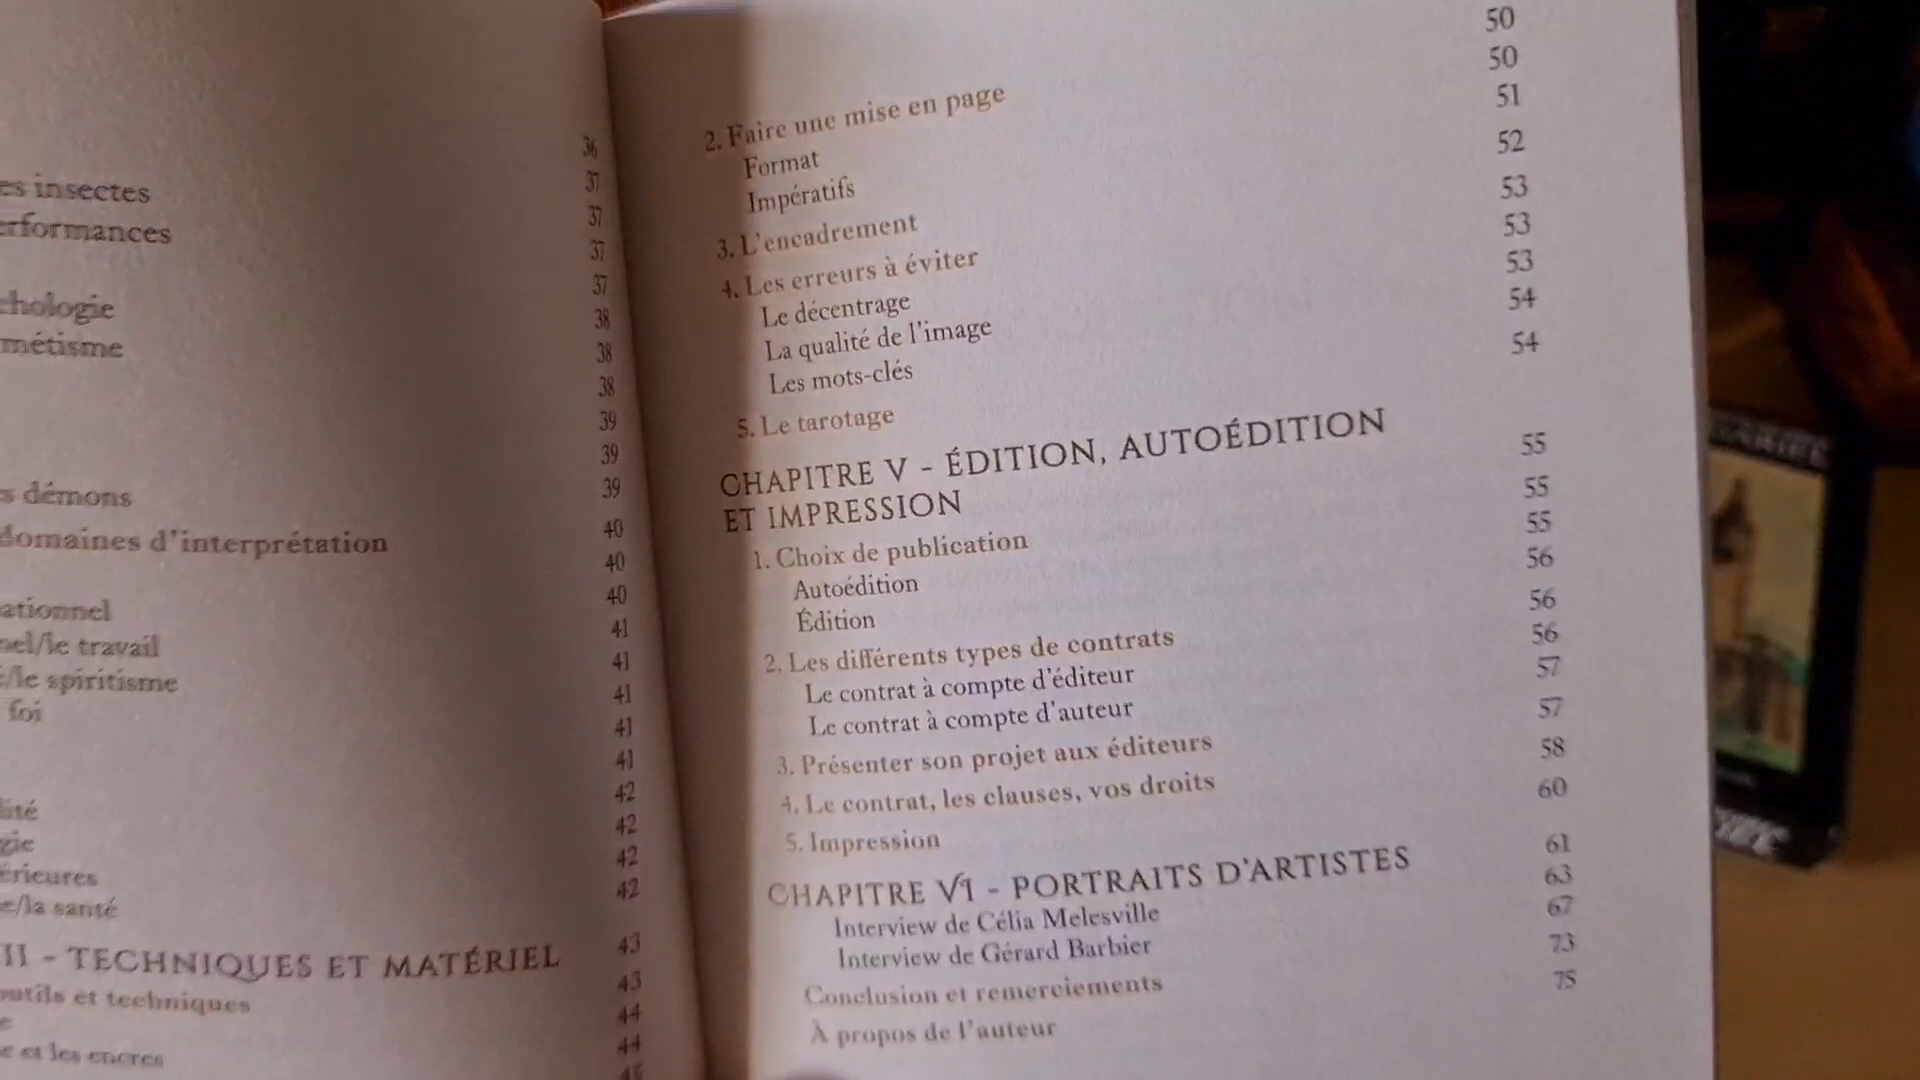 36
es insectes 37
erformances 37
37
chologie 37
métisme 38
38
38
39
39
s démons 39
domaines d'interprétation 40
40
ationnel 40
nel/le travail 41
/le spiritisme 41
foi 41
41
41
lité 42
gie 42
érieures 42
e/la santé 42
II - TECHNIQUES ET MATÉRIEL 43
outils et techniques 43
e 44
e et les encres 44
45
50
2. Faire une mise en page 50
Format 51
Impératifs 52
3. L'encadrement 53
4. Les erreurs à éviter 53
Le décentrage 53
La qualité de l'image 54
Les mots-clés 54
5. Le tarotage
CHAPITRE V - ÉDITION, AUTOÉDITION
ET IMPRESSION 55
1. Choix de publication 55
Autoédition 55
Édition 56
2. Les différents types de contrats 56
Le contrat à compte d'éditeur 56
Le contrat à compte d'auteur 57
3. Présenter son projet aux éditeurs 57
4. Le contrat, les clauses, vos droits 58
5. Impression 60
CHAPITRE VI - PORTRAITS D'ARTISTES 61
Interview de Célia Melesville 63
Interview de Gérard Barbier 67
Conclusion et remerciements 73
À propos de l'auteur 75